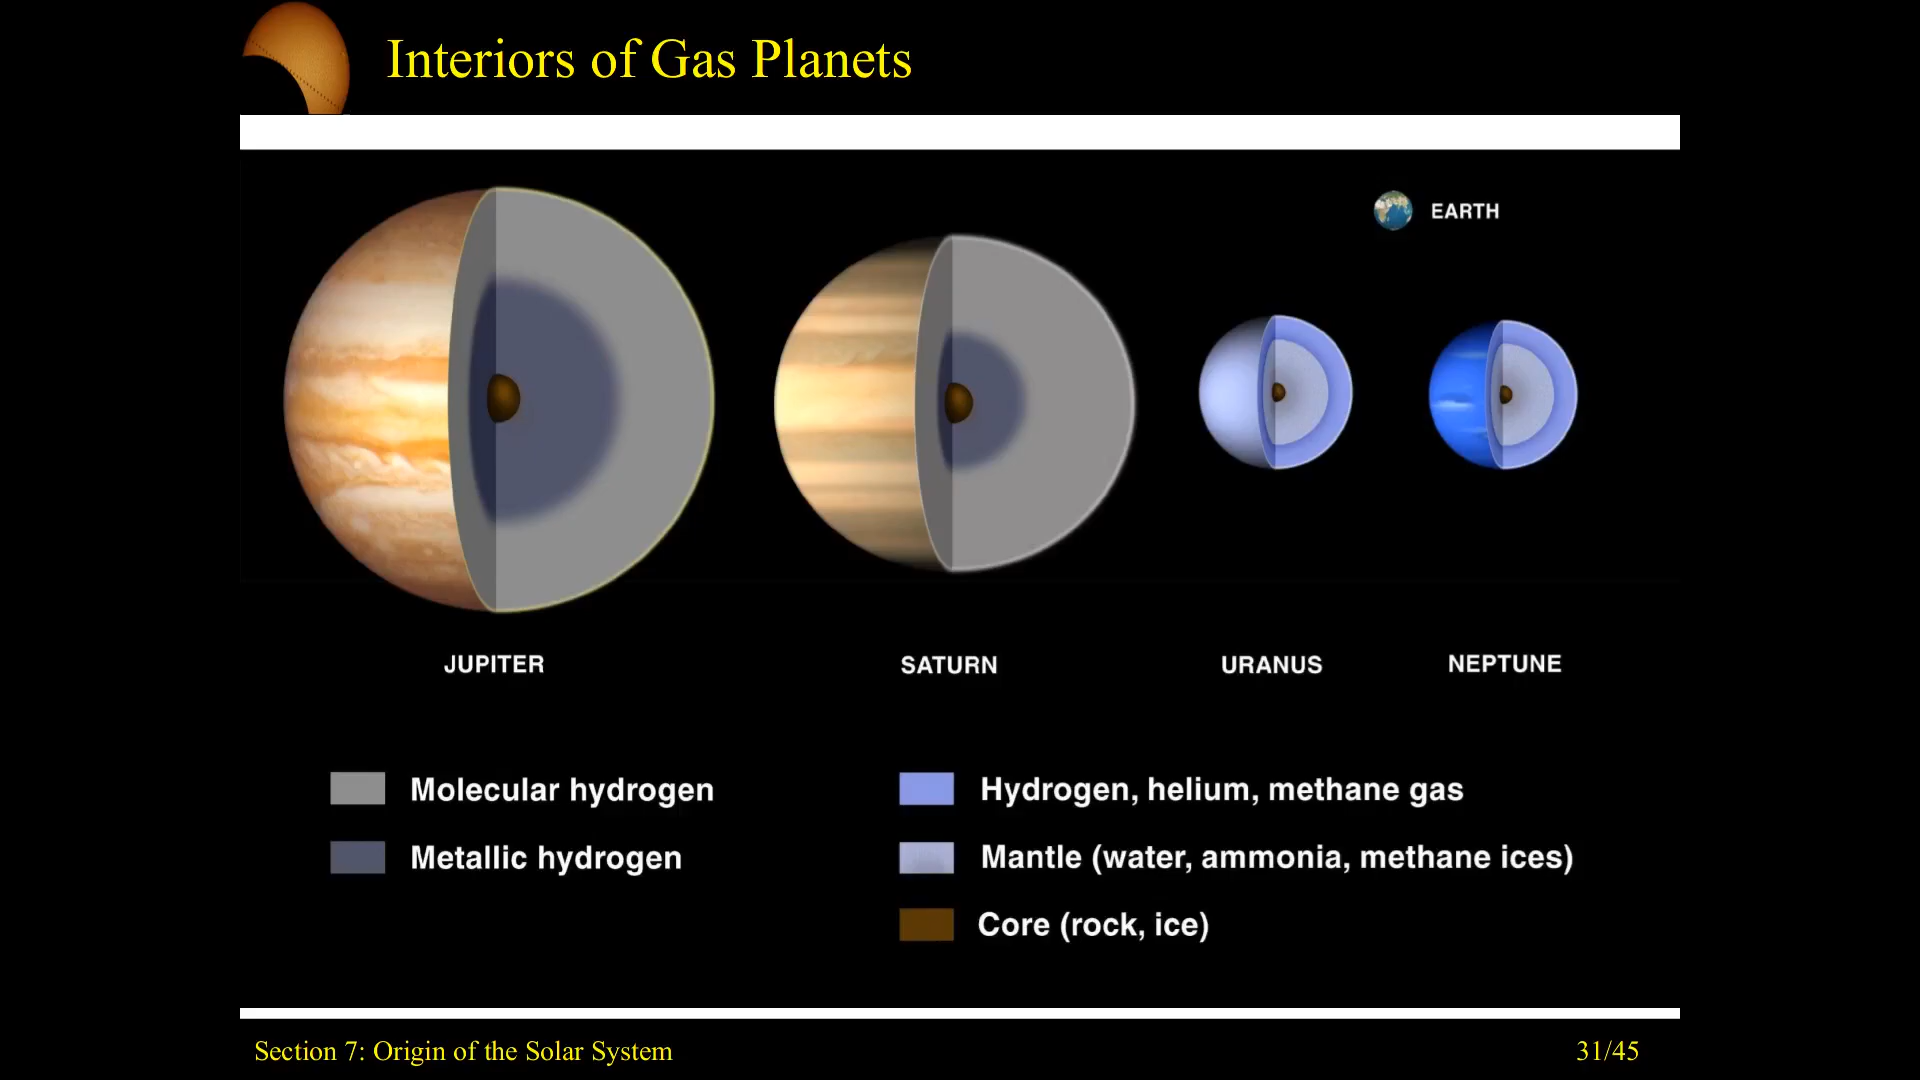 Interiors of Gas Planets
EARTH
JUPITER
SATURN
URANUS
NEPTUNE
Molecular hydrogen
Metallic hydrogen
Hydrogen, helium, methane gas
Mantle (water, ammonia, methane ices)
Core (rock, ice)
Section 7: Origin of the Solar System
31/45